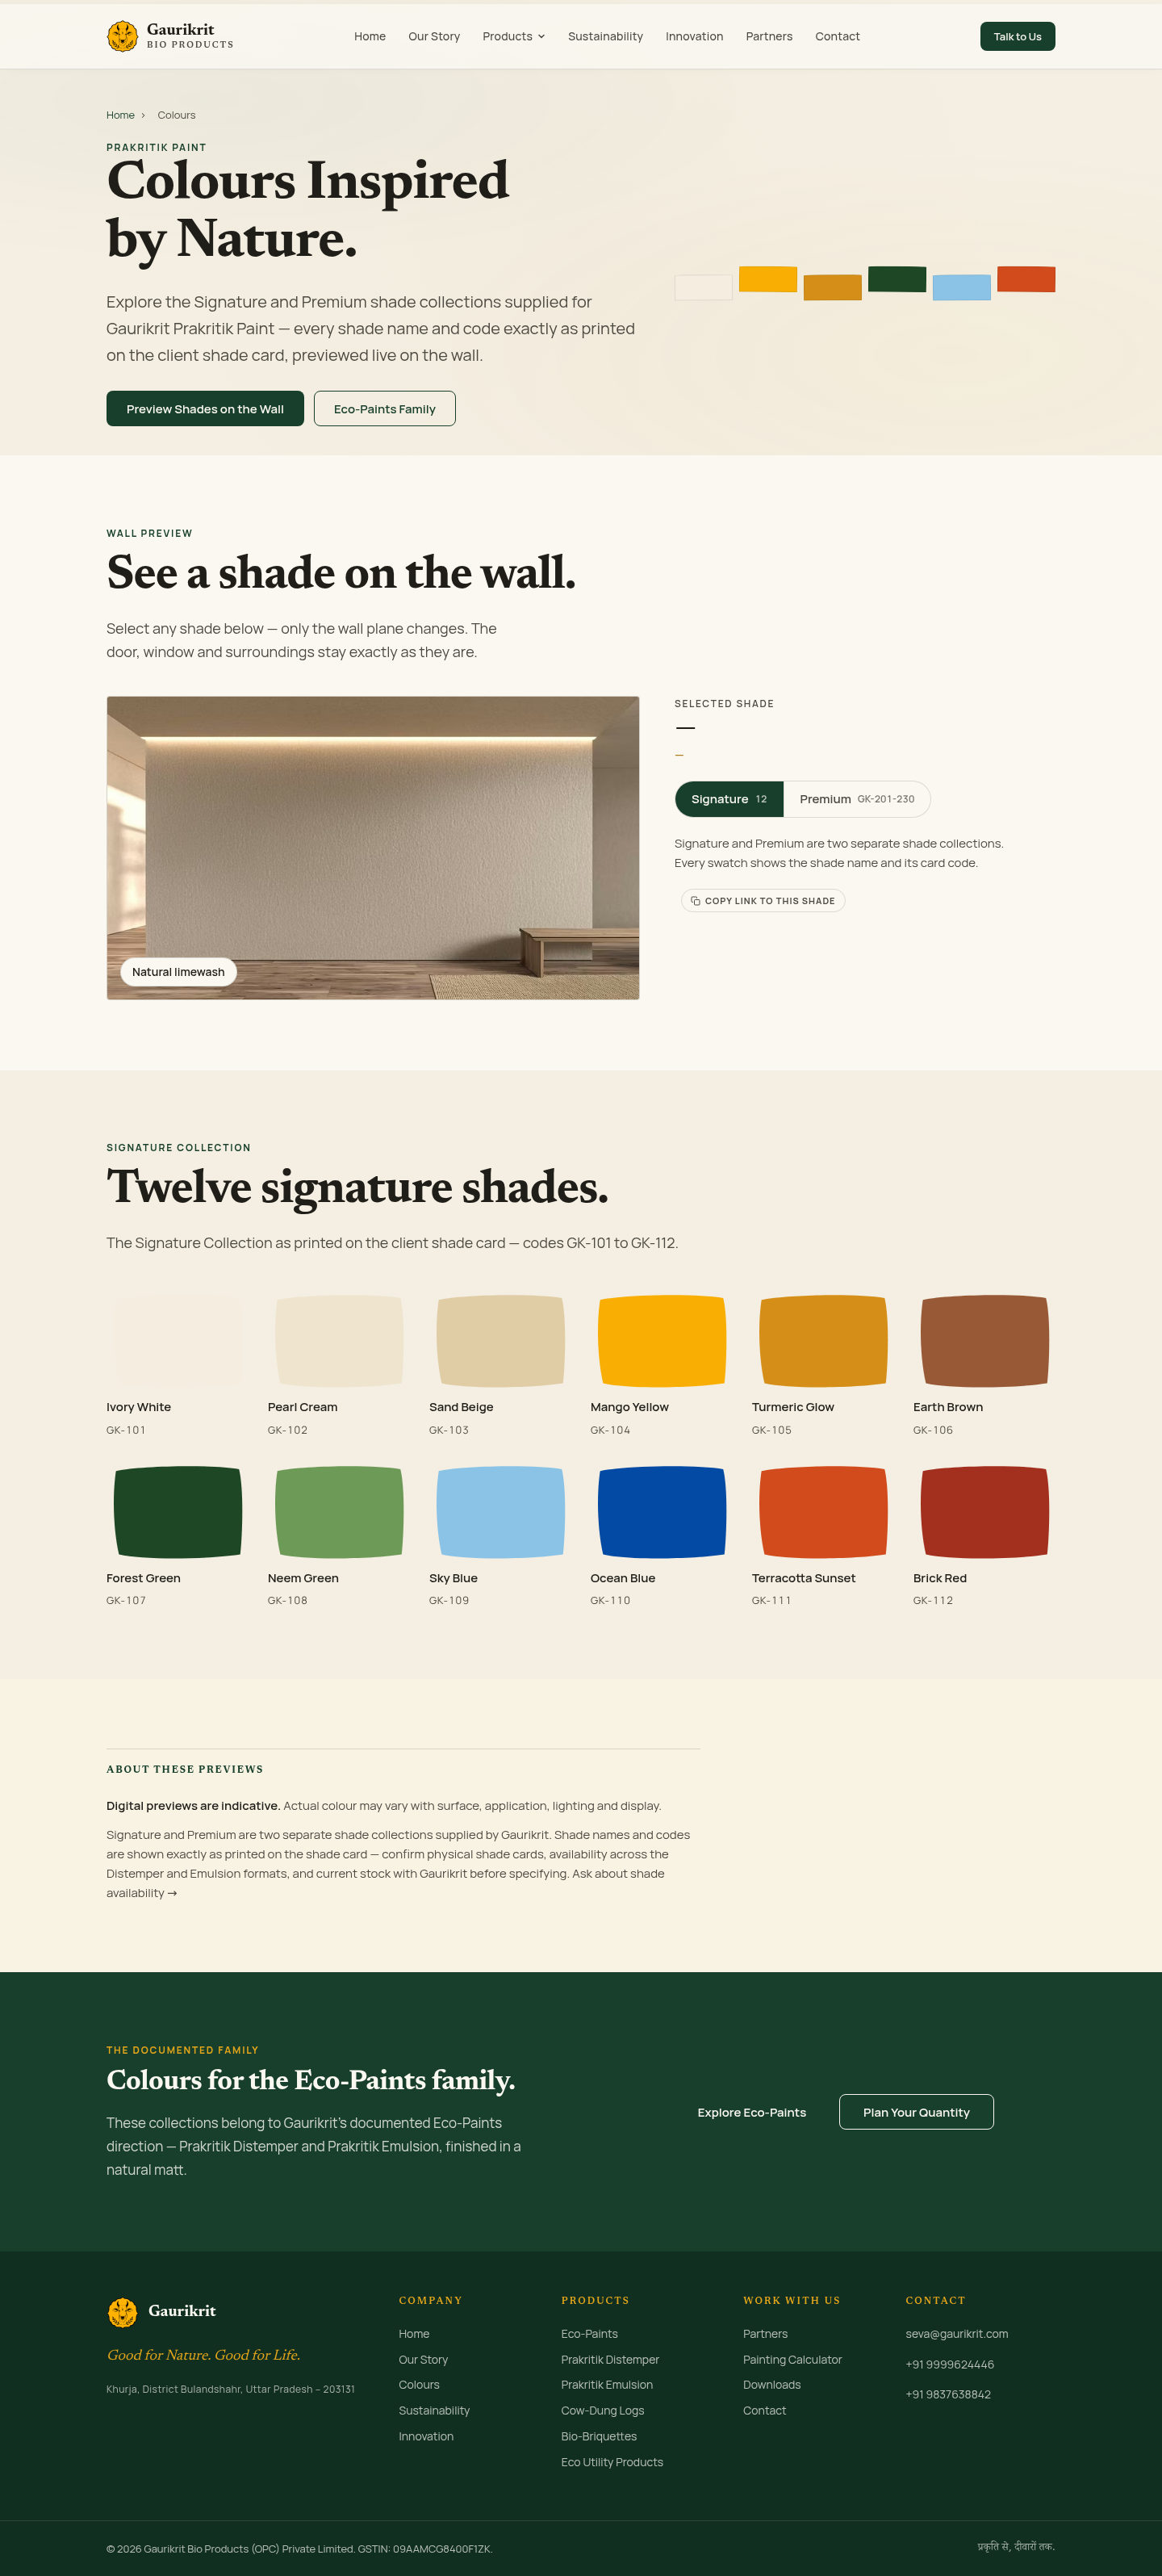 Gaurikrit
BIO PRODUCTS
Home
Our Story
Products
Sustainability
Innovation
Partners
Contact
Talk to Us
Home › Colours
PRAKRITIK PAINT
Colours Inspired
by Nature.
Explore the Signature and Premium shade collections supplied for
Gaurikrit Prakritik Paint — every shade name and code exactly as printed
on the client shade card, previewed live on the wall.
Preview Shades on the Wall
Eco-Paints Family
WALL PREVIEW
See a shade on the wall.
Select any shade below — only the wall plane changes. The
door, window and surroundings stay exactly as they are.
Natural limewash
SELECTED SHADE
—
—
Signature 12
Premium GK-201-230
Signature and Premium are two separate shade collections.
Every swatch shows the shade name and its card code.
COPY LINK TO THIS SHADE
SIGNATURE COLLECTION
Twelve signature shades.
The Signature Collection as printed on the client shade card — codes GK-101 to GK-112.
Ivory White
GK-101
Pearl Cream
GK-102
Sand Beige
GK-103
Mango Yellow
GK-104
Turmeric Glow
GK-105
Earth Brown
GK-106
Forest Green
GK-107
Neem Green
GK-108
Sky Blue
GK-109
Ocean Blue
GK-110
Terracotta Sunset
GK-111
Brick Red
GK-112
ABOUT THESE PREVIEWS
Digital previews are indicative. Actual colour may vary with surface, application, lighting and display.
Signature and Premium are two separate shade collections supplied by Gaurikrit. Shade names and codes
are shown exactly as printed on the shade card — confirm physical shade cards, availability across the
Distemper and Emulsion formats, and current stock with Gaurikrit before specifying. Ask about shade
availability →
THE DOCUMENTED FAMILY
Colours for the Eco-Paints family.
These collections belong to Gaurikrit's documented Eco-Paints
direction — Prakritik Distemper and Prakritik Emulsion, finished in a
natural matt.
Explore Eco-Paints
Plan Your Quantity
Gaurikrit
Good for Nature. Good for Life.
Khurja, District Bulandshahr, Uttar Pradesh – 203131
COMPANY
Home
Our Story
Colours
Sustainability
Innovation
PRODUCTS
Eco-Paints
Prakritik Distemper
Prakritik Emulsion
Cow-Dung Logs
Bio-Briquettes
Eco Utility Products
WORK WITH US
Partners
Painting Calculator
Downloads
Contact
CONTACT
seva@gaurikrit.com
+91 9999624446
+91 9837638842
© 2026 Gaurikrit Bio Products (OPC) Private Limited. GSTIN: 09AAMCG8400F1ZK.
प्रकृति से, दीवारों तक.